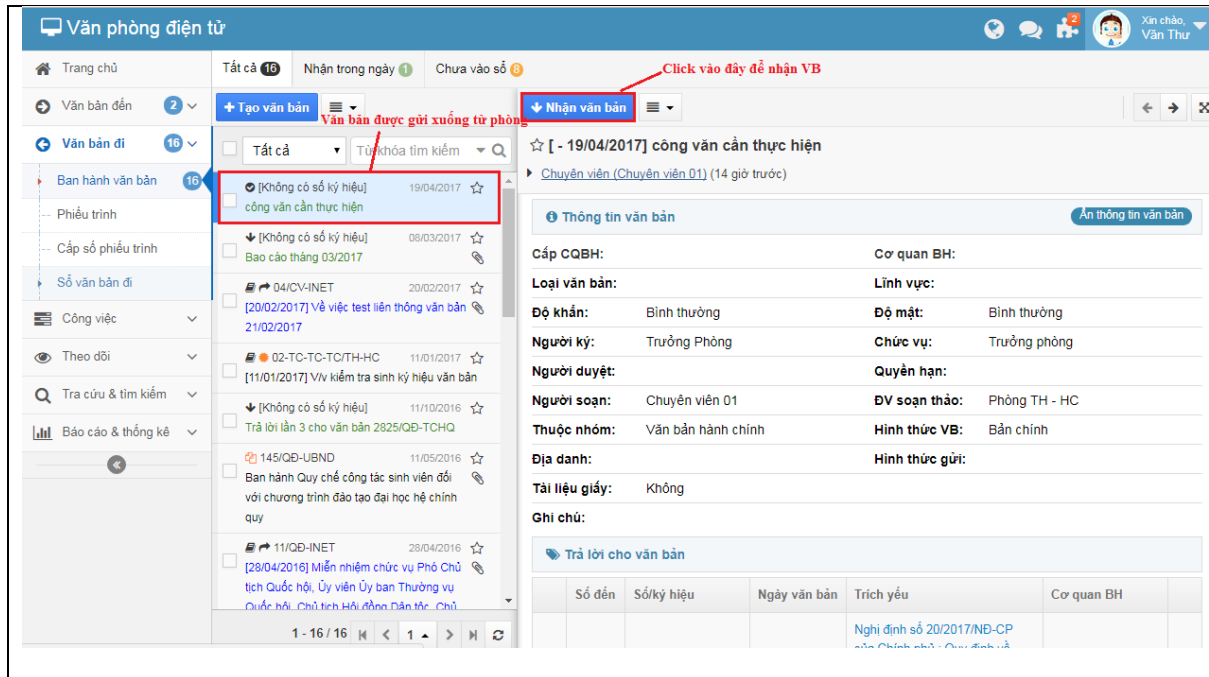 Văn phòng điện tử
2
Xin chào,
Văn Thư
Trang chủ
Văn bản đến 2
Văn bản đi 16
Ban hành văn bản 16
Phiếu trình
Cấp số phiếu trình
Sổ văn bản đi
Công việc
Theo dõi
Tra cứu & tìm kiếm
Báo cáo & thống kê
Tất cả 16 Nhận trong ngày 1 Chưa vào sổ 8
Click vào đây để nhận VB
+ Tạo văn bản
Văn bản được gửi xuống từ phòng
Tất cả Từ khóa tìm kiếm
[Không có số ký hiệu] 19/04/2017
công văn cần thực hiện
[Không có số ký hiệu] 08/03/2017
Bao cáo tháng 03/2017
04/CV-INET 20/02/2017
[20/02/2017] Về việc test liên thông văn bản
21/02/2017
02-TC-TC-TC/TH-HC 11/01/2017
[11/01/2017] V/v kiểm tra sinh ký hiệu văn bản
[Không có số ký hiệu] 11/10/2016
Trả lời lần 3 cho văn bản 2825/QĐ-TCHQ
145/QĐ-UBND 11/05/2016
Ban hành Quy chế công tác sinh viên đối
với chương trình đào tạo đại học hệ chính
quy
11/QĐ-INET 28/04/2016
[28/04/2016] Miễn nhiệm chức vụ Phó Chủ
tịch Quốc hội, Ủy viên Ủy ban Thường vụ
Quốc hội, Chủ tịch Hội đồng Dân tộc, Chủ
1 - 16 / 16 1
Nhận văn bản
[ - 19/04/2017] công văn cần thực hiện
Chuyên viên (Chuyên viên 01) (14 giờ trước)
Thông tin văn bản Ẩn thông tin văn bản
Cấp CQBH: Cơ quan BH:
Loại văn bản: Lĩnh vực:
Độ khẩn: Bình thường Độ mật: Bình thường
Người ký: Trưởng Phòng Chức vụ: Trưởng phòng
Người duyệt: Quyền hạn:
Người soạn: Chuyên viên 01 ĐV soạn thảo: Phòng TH - HC
Thuộc nhóm: Văn bản hành chính Hình thức VB: Bản chính
Địa danh: Hình thức gửi:
Tài liệu giấy: Không
Ghi chú:
Trả lời cho văn bản
Số đến Số/ký hiệu Ngày văn bản Trích yếu Cơ quan BH
Nghị định số 20/2017/NĐ-CP
của Chính phủ : Quy định về